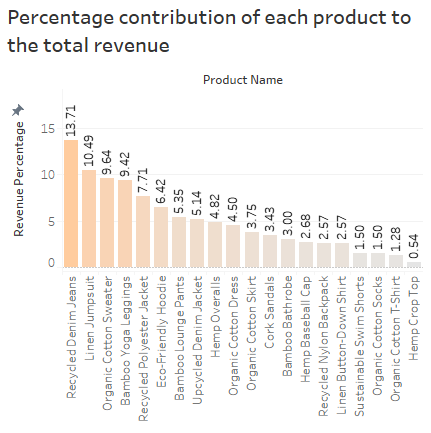 Percentage contribution of each product to
the total revenue
Product Name
Revenue Percentage
15
10
5
0
13.71
10.49
9.64
9.42
7.71
6.42
5.35
5.14
4.82
4.50
3.75
3.43
3.00
2.68
2.57
2.57
1.50
1.50
1.28
0.54
Recycled Denim Jeans
Linen Jumpsuit
Organic Cotton Sweater
Bamboo Yoga Leggings
Recycled Polyester Jacket
Eco-Friendly Hoodie
Bamboo Lounge Pants
Upcycled Denim Jacket
Hemp Overalls
Organic Cotton Dress
Organic Cotton Skirt
Cork Sandals
Bamboo Bathrobe
Hemp Baseball Cap
Recycled Nylon Backpack
Linen Button-Down Shirt
Sustainable Swim Shorts
Organic Cotton Socks
Organic Cotton T-Shirt
Hemp Crop Top